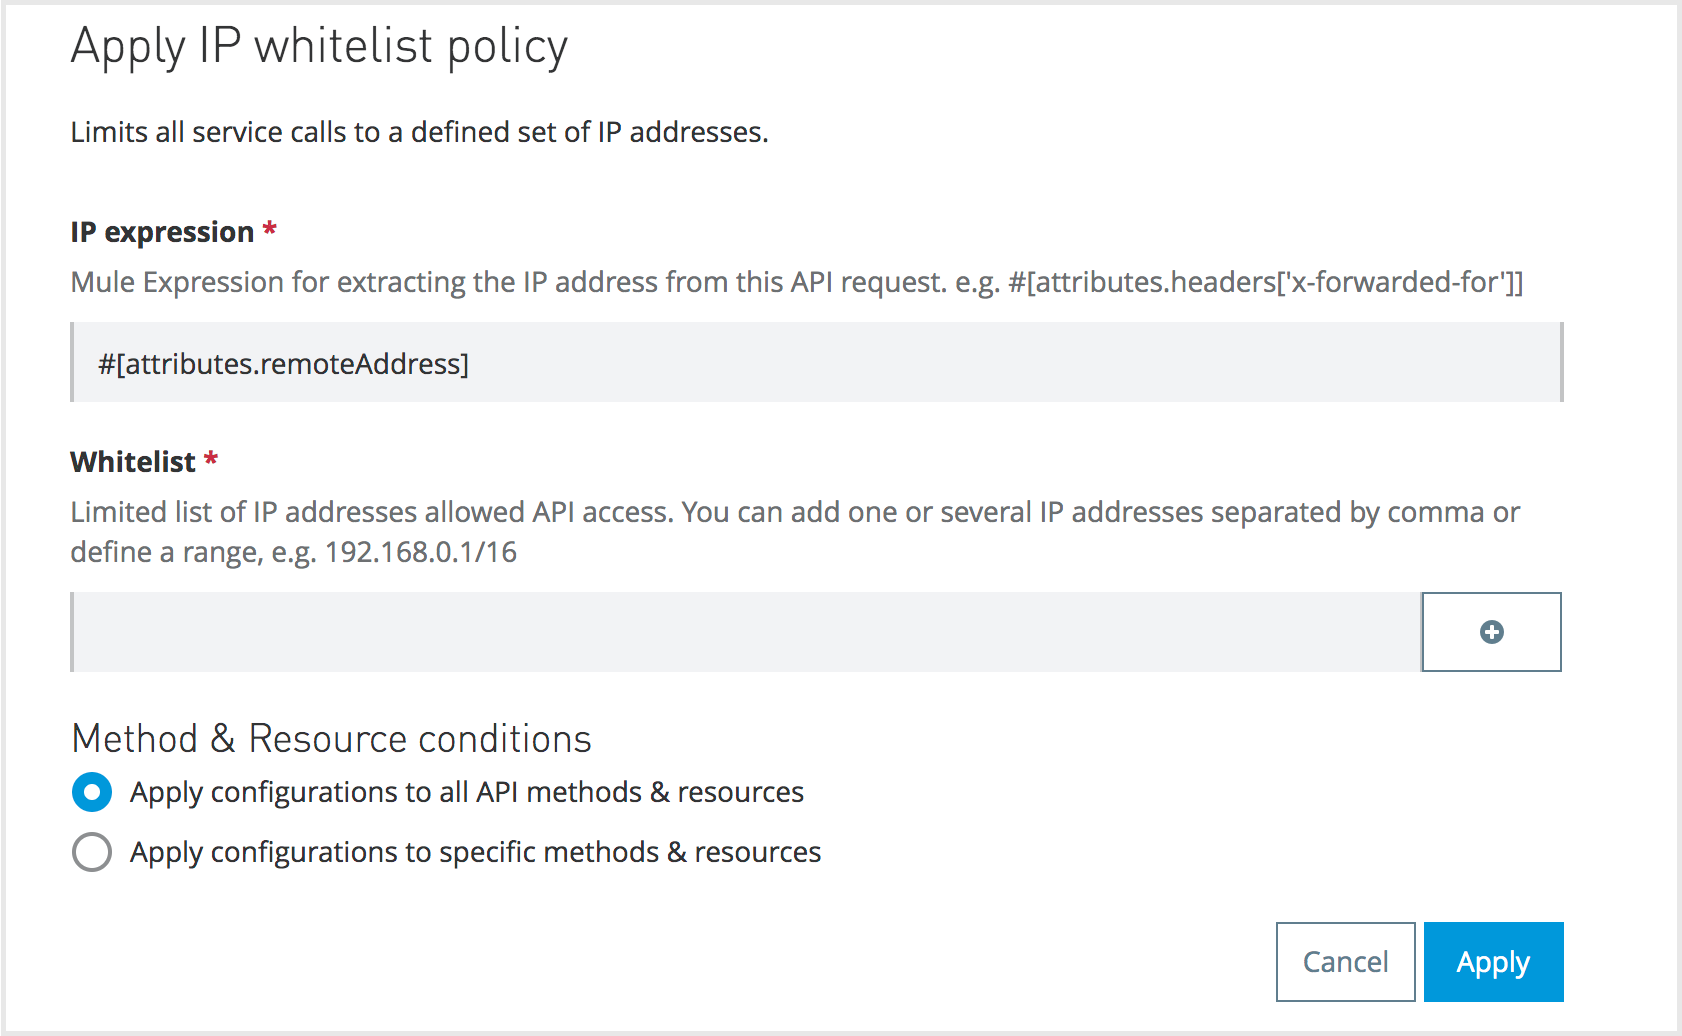 Apply IP whitelist policy
Limits all service calls to a defined set of IP addresses.
IP expression *
Mule Expression for extracting the IP address from this API request. e.g. #[attributes.headers['x-forwarded-for']]
#[attributes.remoteAddress]
Whitelist *
Limited list of IP addresses allowed API access. You can add one or several IP addresses separated by comma or
define a range, e.g. 192.168.0.1/16
Method & Resource conditions
Apply configurations to all API methods & resources
Apply configurations to specific methods & resources
Cancel
Apply